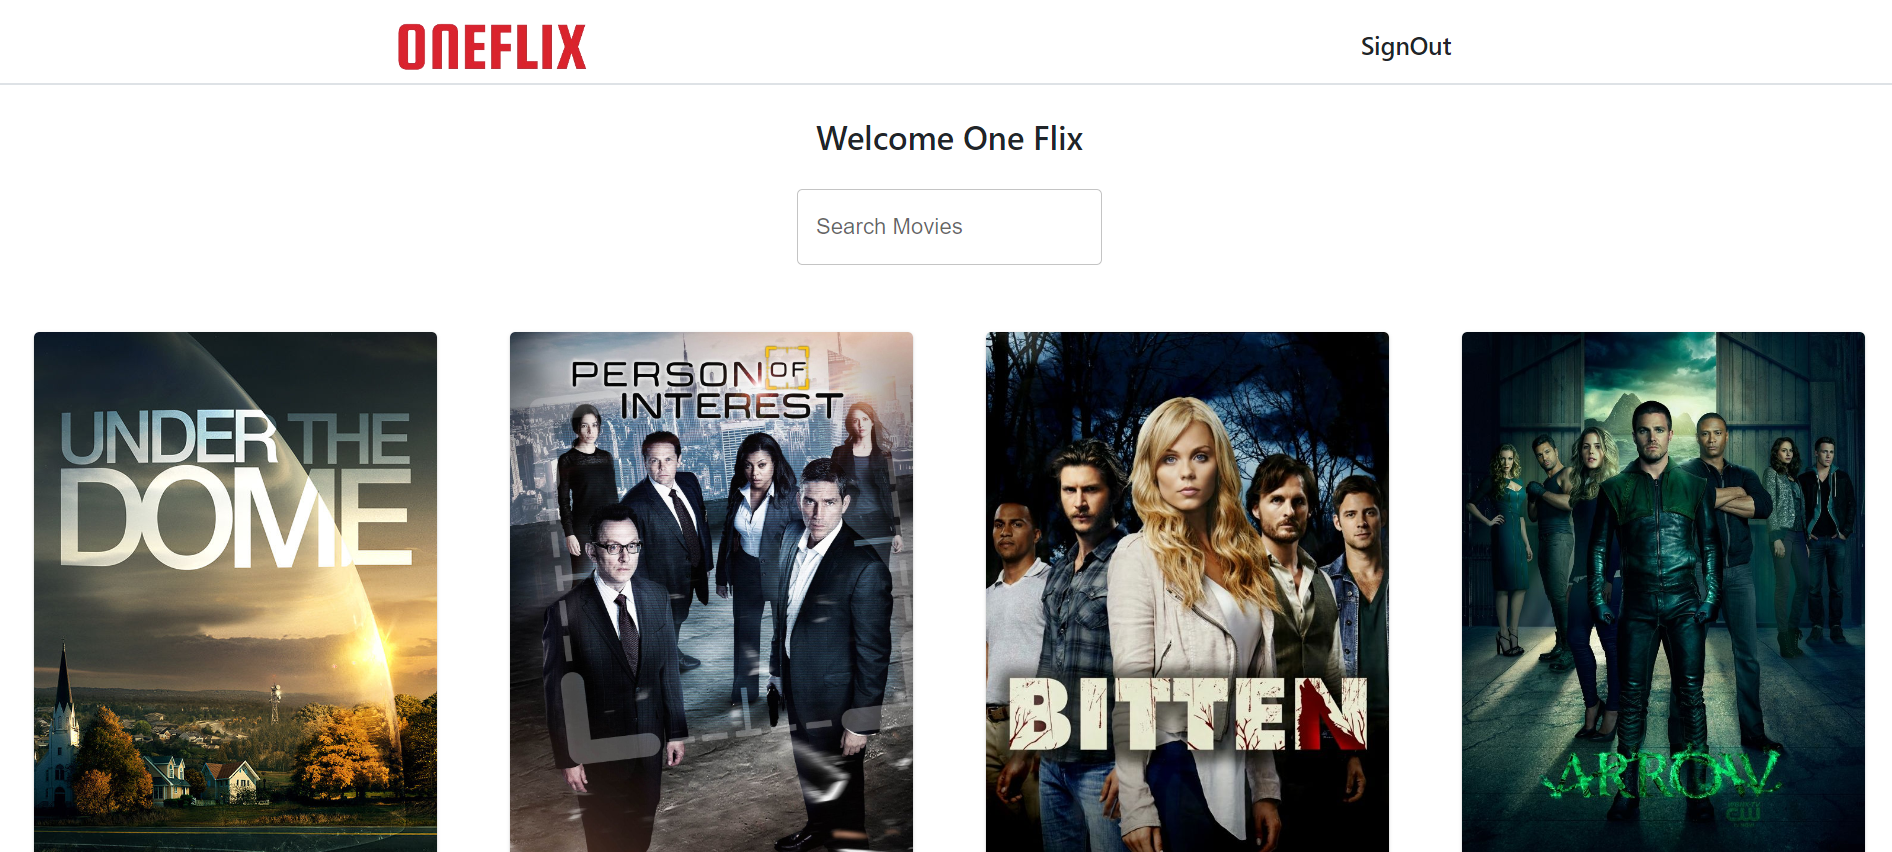 ONEFLIX
SignOut
Welcome One Flix
Search Movies
UNDER THE
DOME
PERSON OF
INTEREST
BITTEN
ARROW
CW